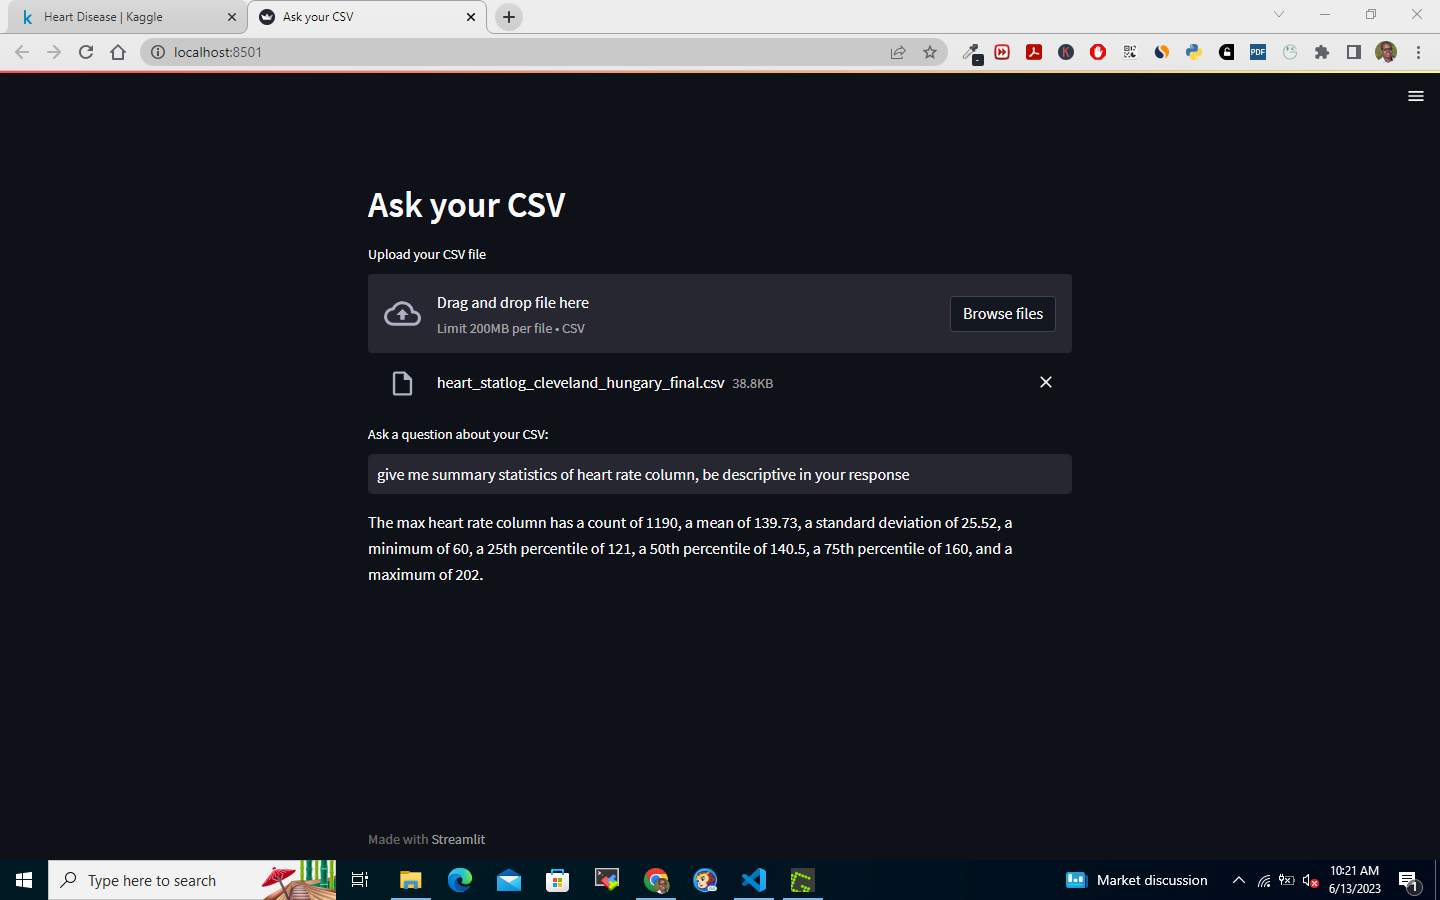 Heart Disease | Kaggle
Ask your CSV
localhost:8501
PDF
Ask your CSV
Upload your CSV file
Drag and drop file here
Limit 200MB per file • CSV
Browse files
heart_statlog_cleveland_hungary_final.csv 38.8KB
Ask a question about your CSV:
give me summary statistics of heart rate column, be descriptive in your response
The max heart rate column has a count of 1190, a mean of 139.73, a standard deviation of 25.52, a
minimum of 60, a 25th percentile of 121, a 50th percentile of 140.5, a 75th percentile of 160, and a
maximum of 202.
Made with Streamlit
Type here to search
Market discussion
10:21 AM
6/13/2023
1